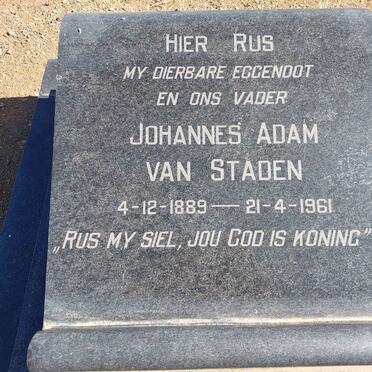 HIER RUS
MY DIERBARE EGGENOOT
EN ONS VADER
JOHANNES ADAM
VAN STADEN
4-12-1889 — 21-4-1961
„RUS MY SIEL, JOU GOD IS KONING"